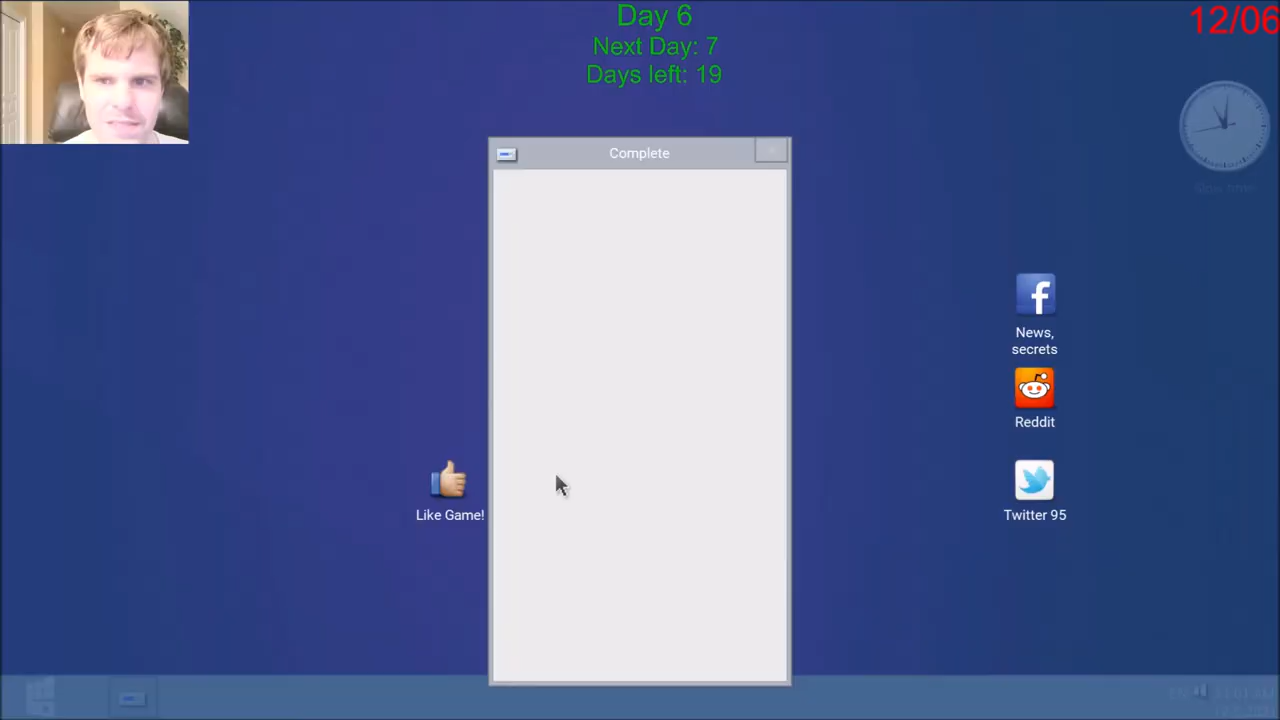 Day 6
Next Day: 7
Days left: 19
12/06
Complete
News,
secrets
Reddit
Like Game!
Twitter 95